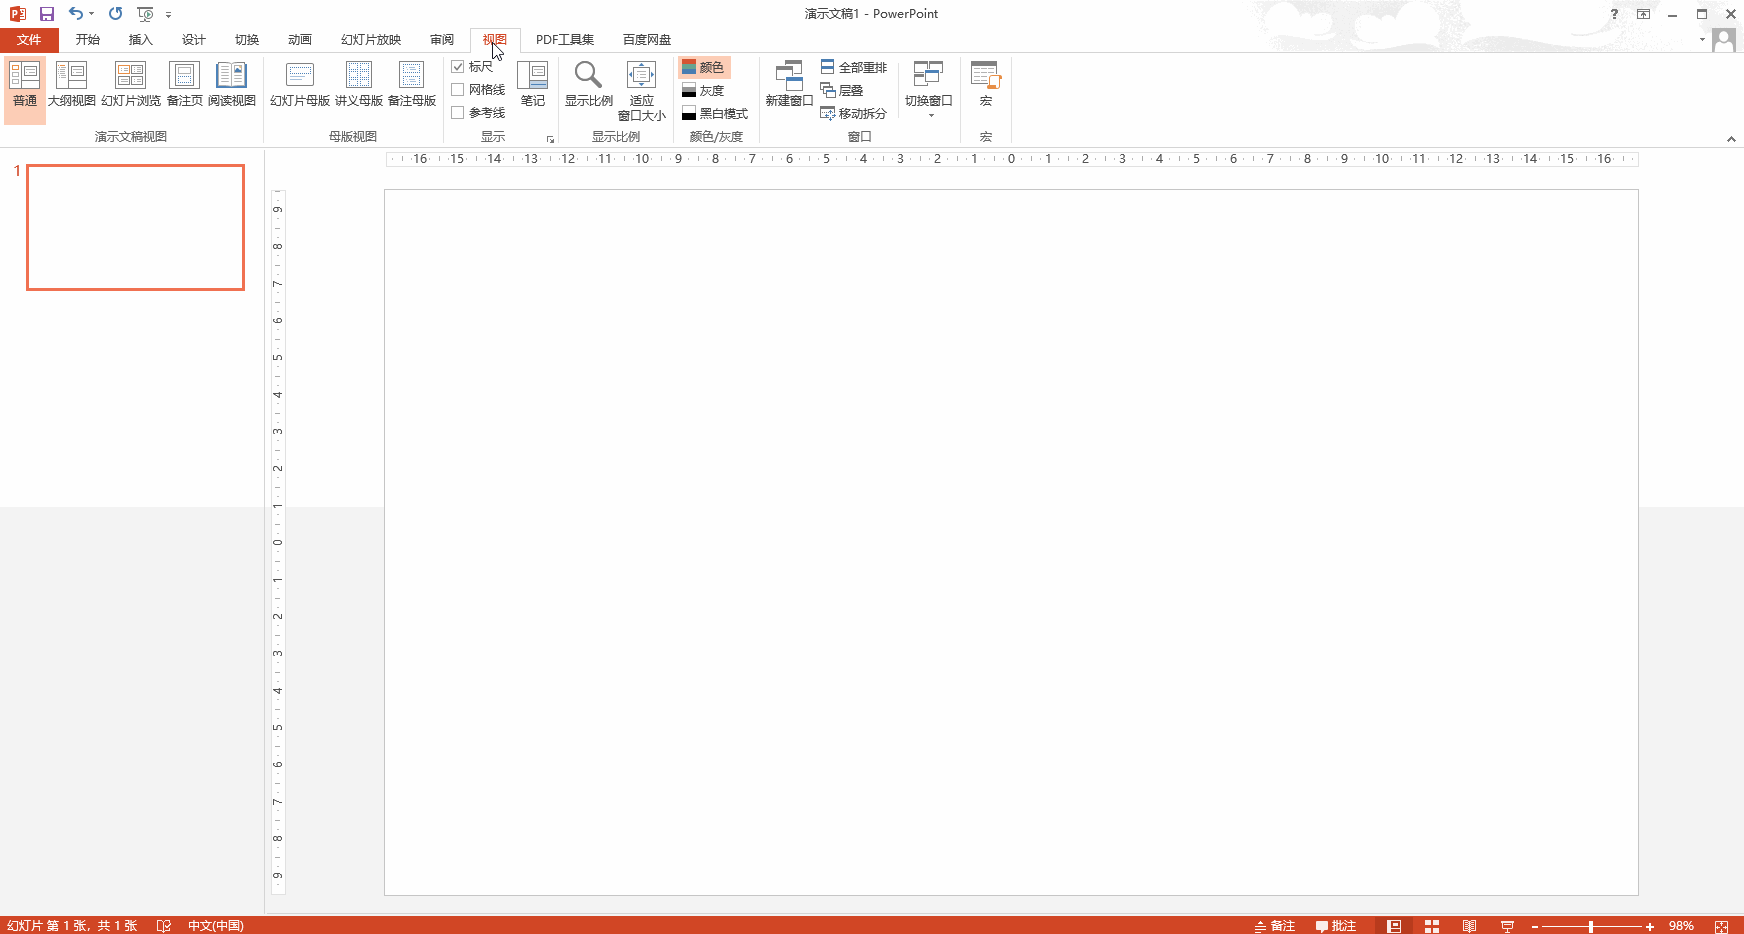 演示文稿1 - PowerPoint
?
文件 开始 插入 设计 切换 动画 幻灯片放映 审阅 视图 PDF工具集 百度网盘
普通 大纲视图 幻灯片浏览 备注页 阅读视图
演示文稿视图
幻灯片母版 讲义母版 备注母版
母版视图
标尺
网格线
参考线
笔记
显示
显示比例 适应
窗口大小
显示比例
颜色
灰度
黑白模式
颜色/灰度
新建窗口
全部重排
层叠
移动拆分
切换窗口
窗口
宏
宏
16 15 14 13 12 11 10 9 8 7 6 5 4 3 2 1 0 1 2 3 4 5 6 7 8 9 10 11 12 13 14 15 16
1
9
8
7
6
5
4
3
2
1
0
1
2
3
4
5
6
7
8
9
幻灯片 第 1 张，共 1 张 中文(中国) 备注 批注 98%